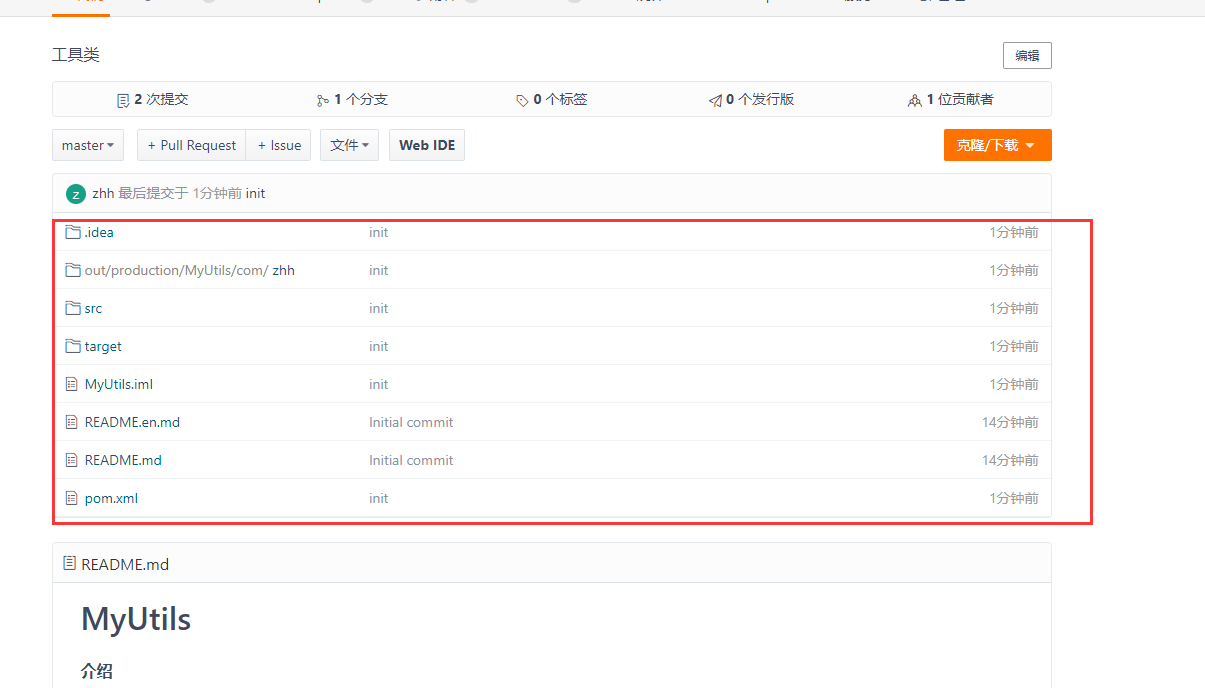 工具类 编辑
2 次提交 1 个分支 0 个标签 0 个发行版 1 位贡献者
master + Pull Request + Issue 文件 Web IDE 克隆/下载
z zhh 最后提交于 1分钟前 init
.idea init 1分钟前
out/production/MyUtils/com/ zhh init 1分钟前
src init 1分钟前
target init 1分钟前
MyUtils.iml init 1分钟前
README.en.md Initial commit 14分钟前
README.md Initial commit 14分钟前
pom.xml init 1分钟前
README.md
MyUtils
介绍